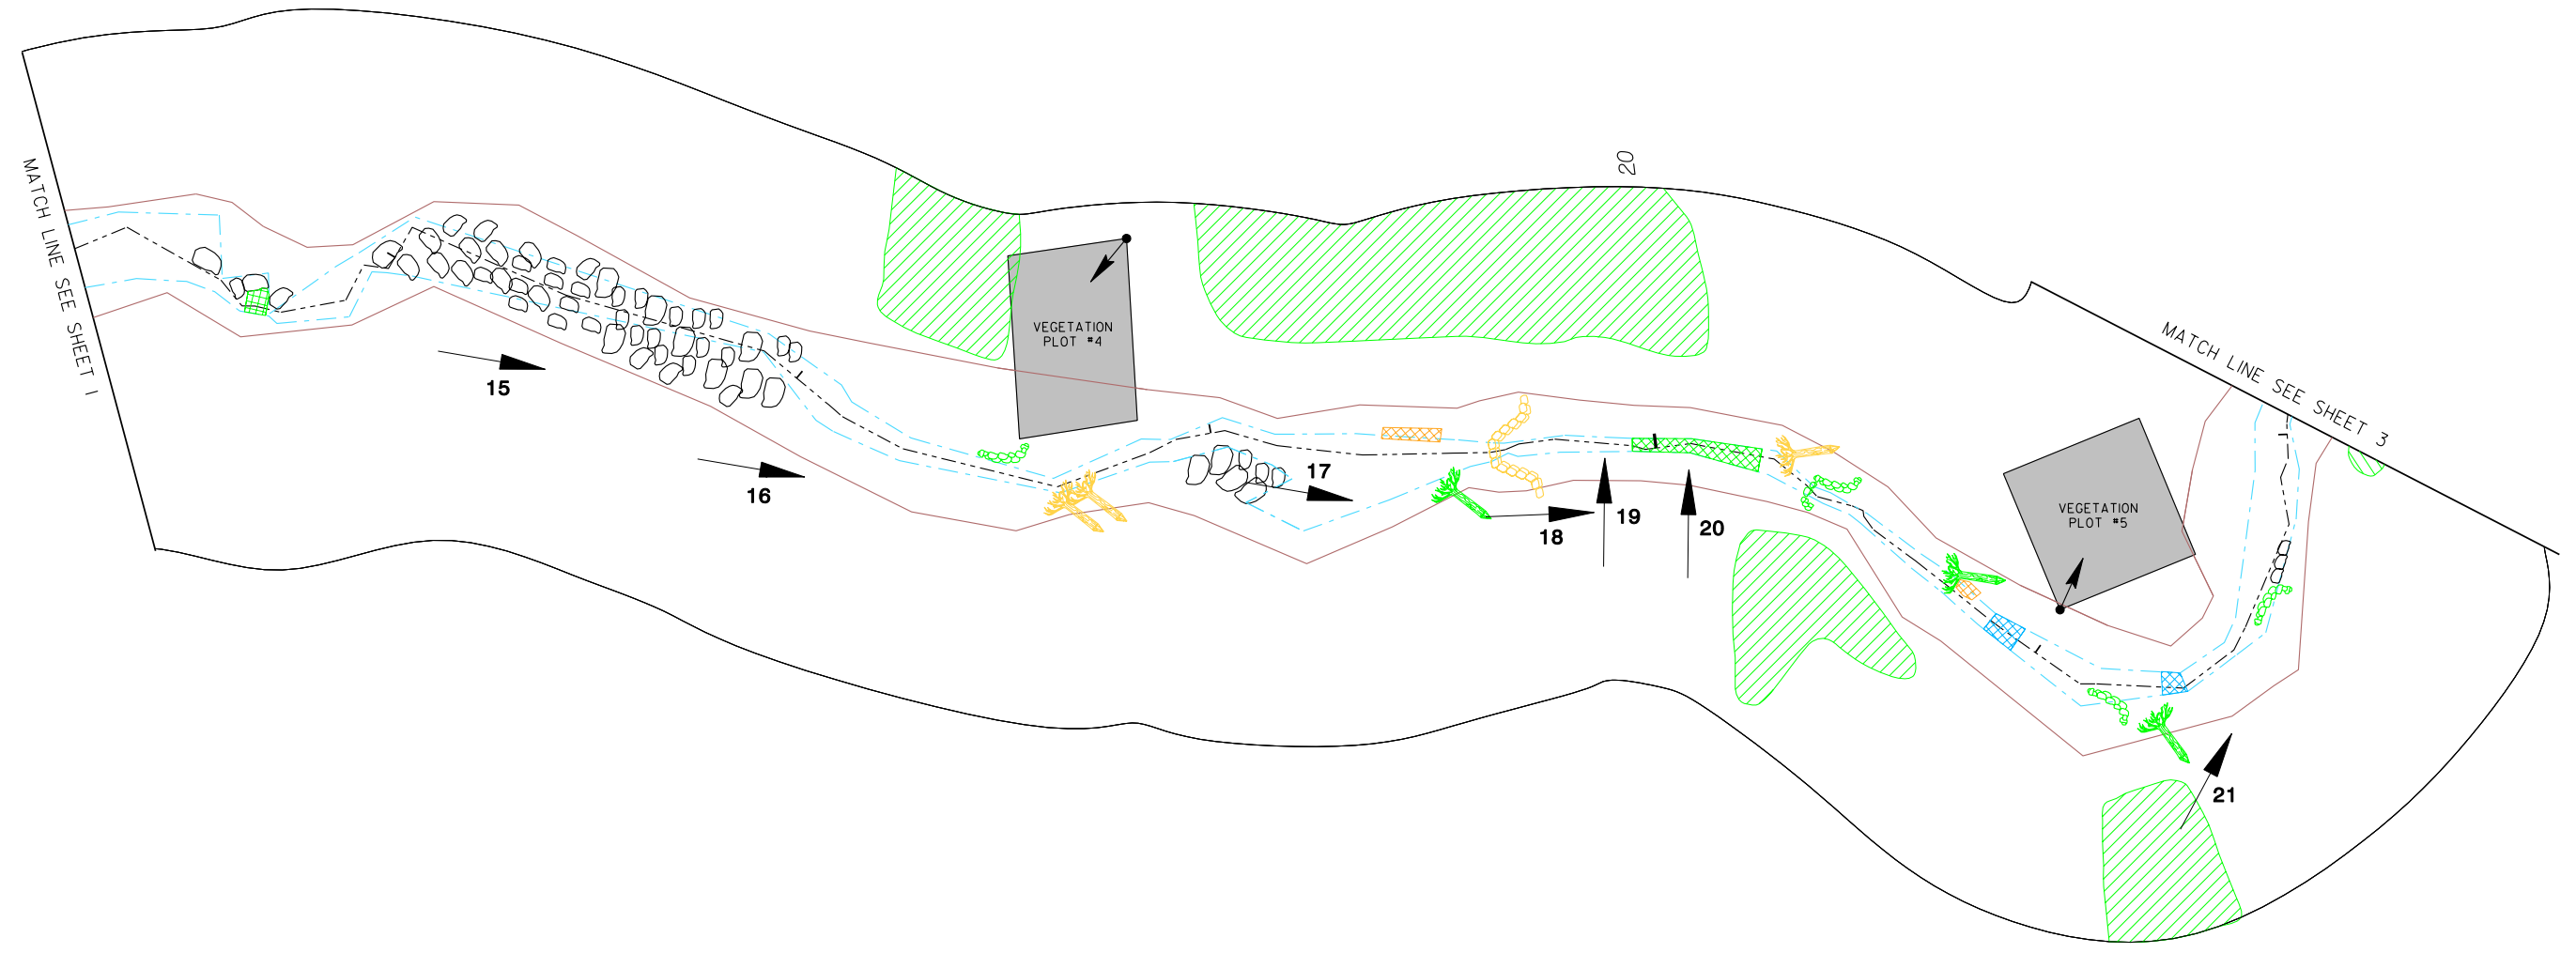 MATCH LINE SEE SHEET 1
15
16
VEGETATION
PLOT #4
17
18
19
20
20
MATCH LINE SEE SHEET 3
VEGETATION
PLOT #5
21